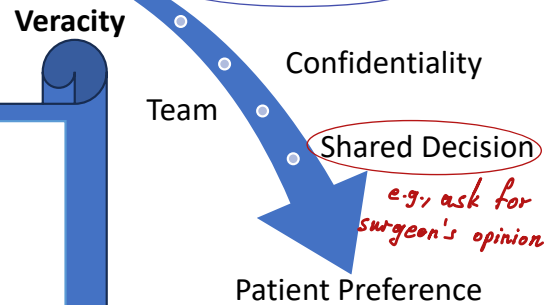 Veracity
Confidentiality
Team
Shared Decision
e.g., ask for
surgeon's opinion
Patient Preference